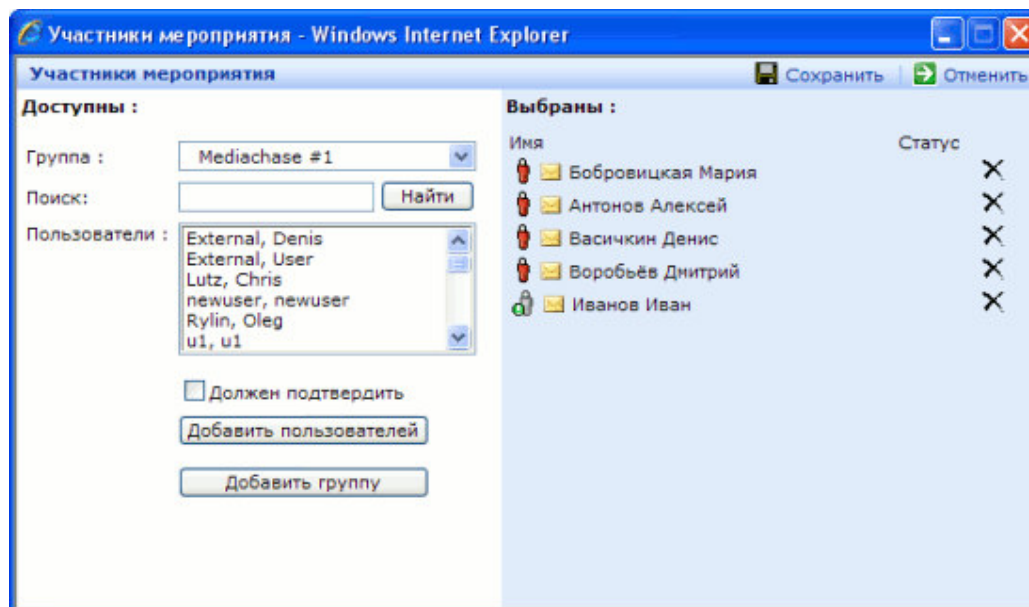 Участники мероприятия - Windows Internet Explorer
Участники мероприятия
Сохранить
Отменить
Доступны :
Группа :
Mediachase #1
Поиск:
Найти
Пользователи :
External, Denis
External, User
Lutz, Chris
newuser, newuser
Rylin, Oleg
u1, u1
Должен подтвердить
Добавить пользователей
Добавить группу
Выбраны :
Имя
Статус
Бобровицкая Мария
Антонов Алексей
Васичкин Денис
Воробьёв Дмитрий
Иванов Иван